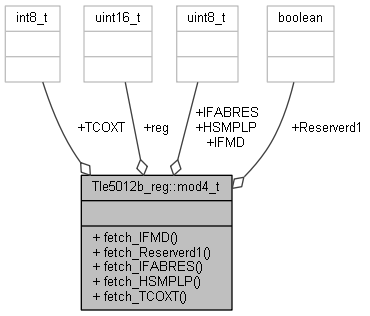 int8_t
uint16_t
uint8_t
boolean
+TCOXT
+reg
+IFABRES
+HSMPLP
+IFMD
+Reserverd1
Tle5012b_reg::mod4_t
+ fetch_IFMD()
+ fetch_Reserverd1()
+ fetch_IFABRES()
+ fetch_HSMPLP()
+ fetch_TCOXT()